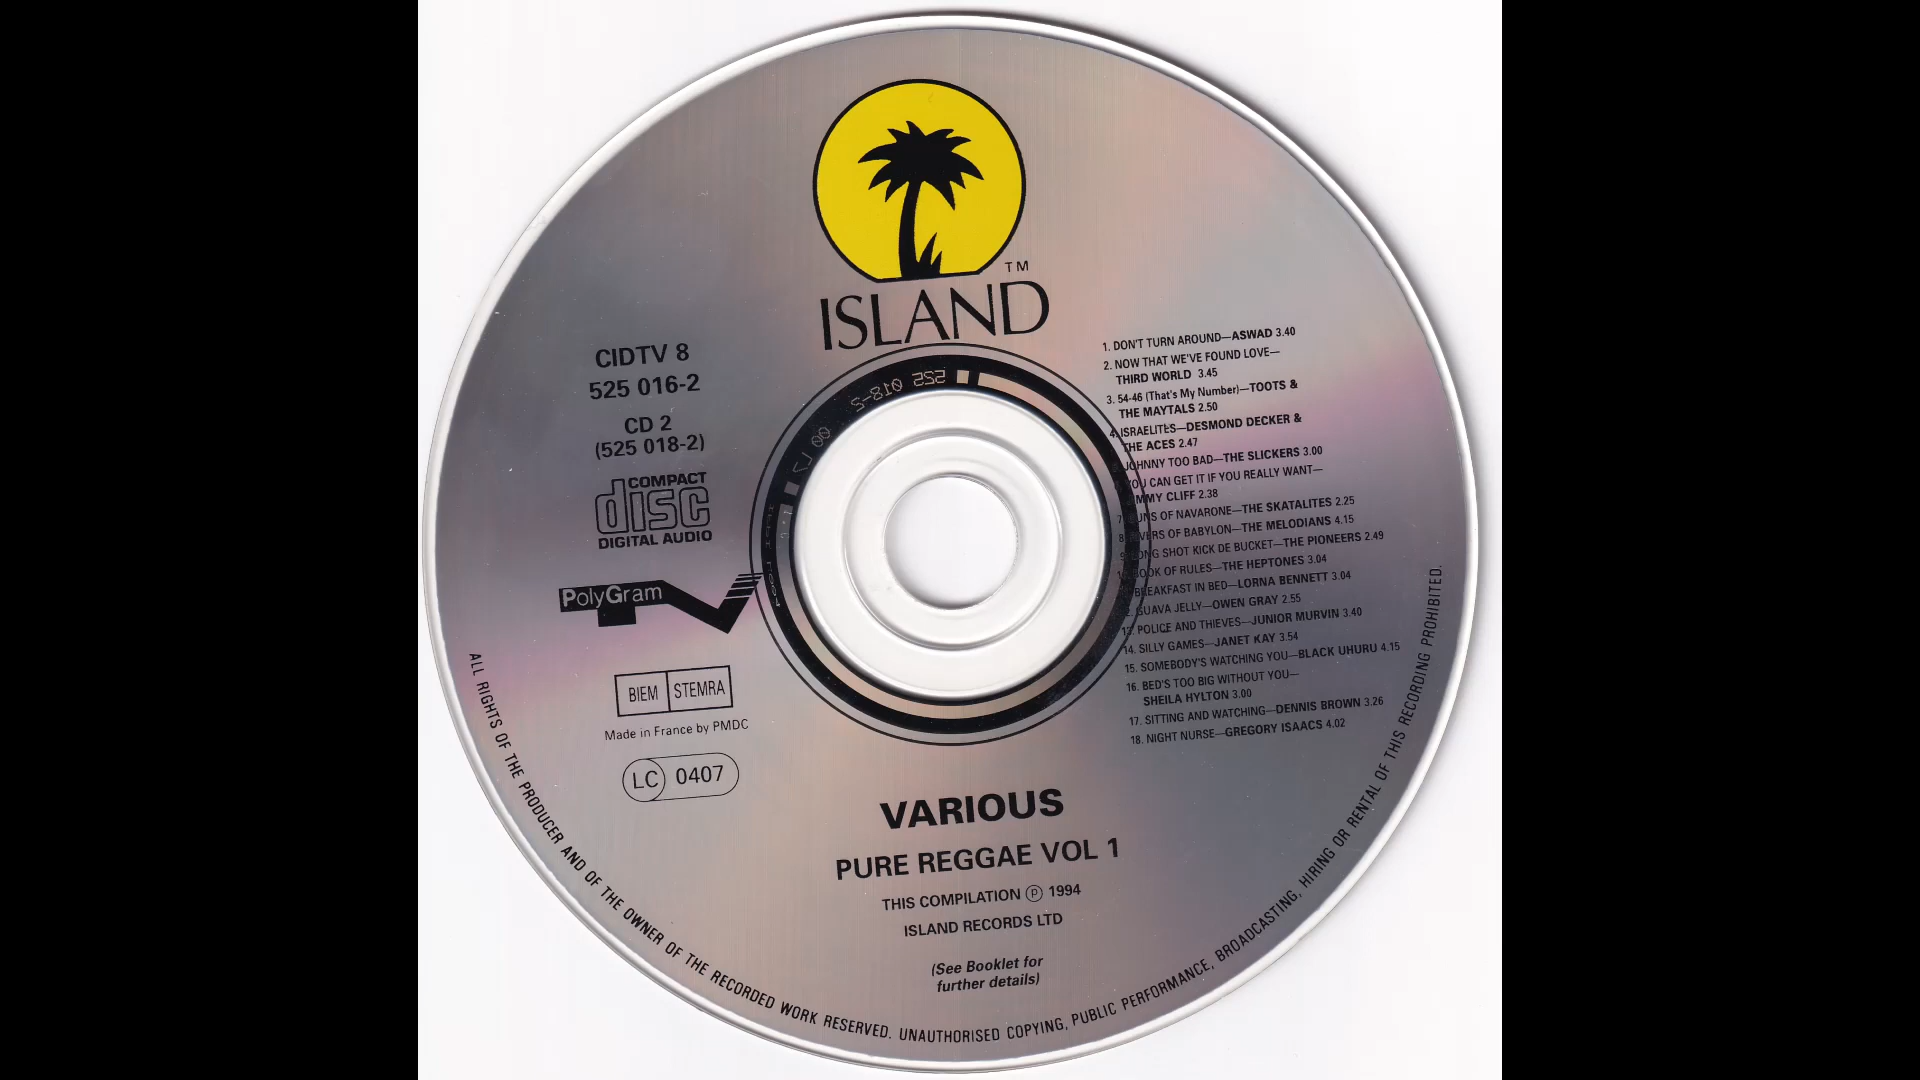 TM
ISLAND
CIDTV 8
525 016-2
CD 2
(525 018-2)
COMPACT
disc
DIGITAL AUDIO
PolyGram
BIEM STEMRA
Made in France by PMDC
LC 0407
525 018-2
1. DON'T TURN AROUND—ASWAD 3.40
2. NOW THAT WE'VE FOUND LOVE—
THIRD WORLD 3.45
3. 54-46 (That's My Number)—TOOTS &
THE MAYTALS 2.50
4. ISRAELITES—DESMOND DECKER &
THE ACES 2.47
JOHNNY TOO BAD—THE SLICKERS 3.00
YOU CAN GET IT IF YOU REALLY WANT—
JIMMY CLIFF 2.38
7. GUNS OF NAVARONE—THE SKATALITES 2.25
8. RIVERS OF BABYLON—THE MELODIANS 4.15
9. LONG SHOT KICK DE BUCKET—THE PIONEERS 2.49
BOOK OF RULES—THE HEPTONES 3.04
BREAKFAST IN BED—LORNA BENNETT 3.04
GUAVA JELLY—OWEN GRAY 2.55
13. POLICE AND THIEVES—JUNIOR MURVIN 3.40
14. SILLY GAMES—JANET KAY 3.54
15. SOMEBODY'S WATCHING YOU—BLACK UHURU 4.15
16. BED'S TOO BIG WITHOUT YOU—
SHEILA HYLTON 3.00
17. SITTING AND WATCHING—DENNIS BROWN 3.26
18. NIGHT NURSE—GREGORY ISAACS 4.02
VARIOUS
PURE REGGAE VOL 1
THIS COMPILATION ℗ 1994
ISLAND RECORDS LTD
(See Booklet for
further details)
ALL RIGHTS OF THE PRODUCER AND OF THE OWNER OF THE RECORDED WORK RESERVED. UNAUTHORISED COPYING, PUBLIC PERFORMANCE, BROADCASTING, HIRING OR RENTAL OF THIS RECORDING PROHIBITED.